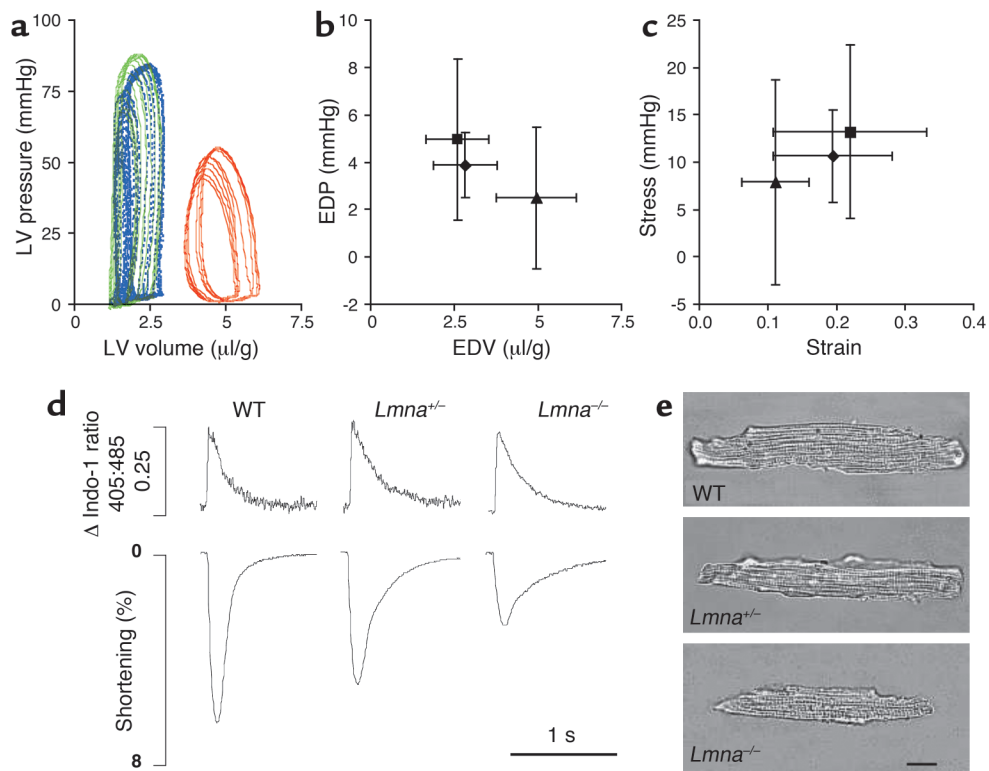 a
LV pressure (mmHg)
100
75
50
25
0
0
2.5
5
7.5
LV volume (µl/g)
b
EDP (mmHg)
10
8
6
4
2
0
-2
0
2.5
5
7.5
EDV (µl/g)
c
Stress (mmHg)
25
20
15
10
5
0
-5
0.0
0.1
0.2
0.3
0.4
Strain
d
WT
Lmna+/–
Lmna–/–
Δ Indo-1 ratio
405:485
0.25
0
Shortening (%)
8
1 s
e
WT
Lmna+/–
Lmna–/–